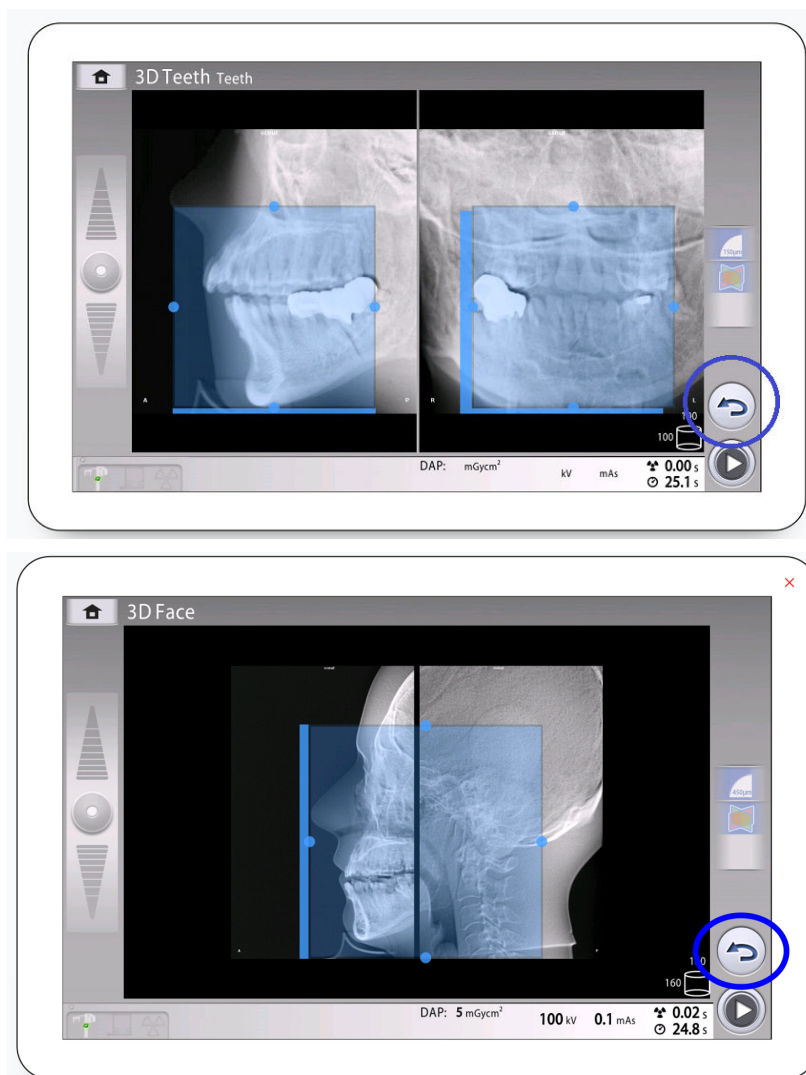 3D Teeth Teeth
150µm
A
P
R
L
100
100
DAP: mGycm²
kV
mAs
0.00 s
25.1 s
×
3D Face
450µm
A
P
160
DAP: 5 mGycm²
100 kV
0.1 mAs
0.02 s
24.8 s